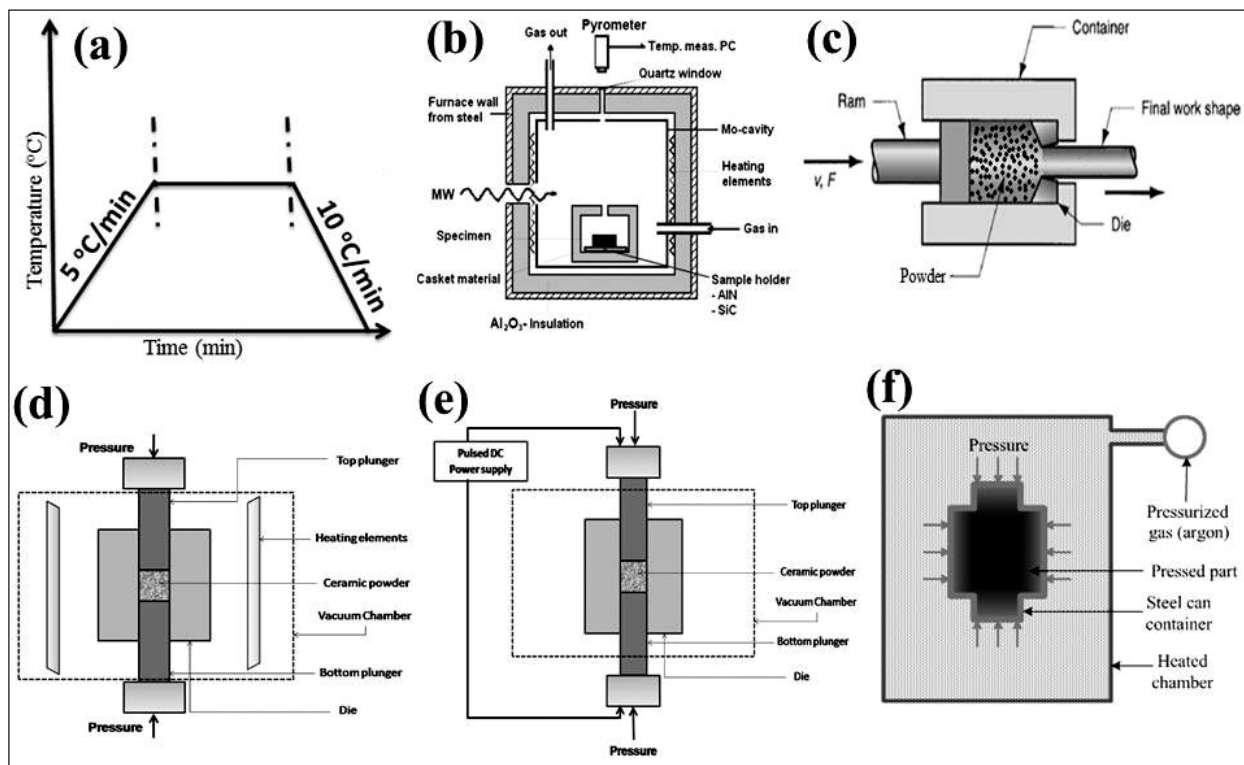 (a)
Temperature (°C)
5 °C/min
10 °C/min
Time (min)
(b)
Pyrometer
Gas out
Temp. meas. PC
Quartz window
Furnace wall
from steel
Mo-cavity
Heating
elements
MW
Gas in
Specimen
Casket material
Sample holder
- AlN
- SiC
Al₂O₃- Insulation
(c)
Container
Ram
Final work shape
v, F
Die
Powder
(d)
Pressure
Top plunger
Heating elements
Ceramic powder
Vacuum Chamber
Bottom plunger
Die
Pressure
(e)
Pressure
Pulsed DC
Power supply
Top plunger
Ceramic powder
Vacuum Chamber
Bottom plunger
Die
Pressure
(f)
Pressure
Pressurized
gas (argon)
Pressed part
Steel can
container
Heated
chamber